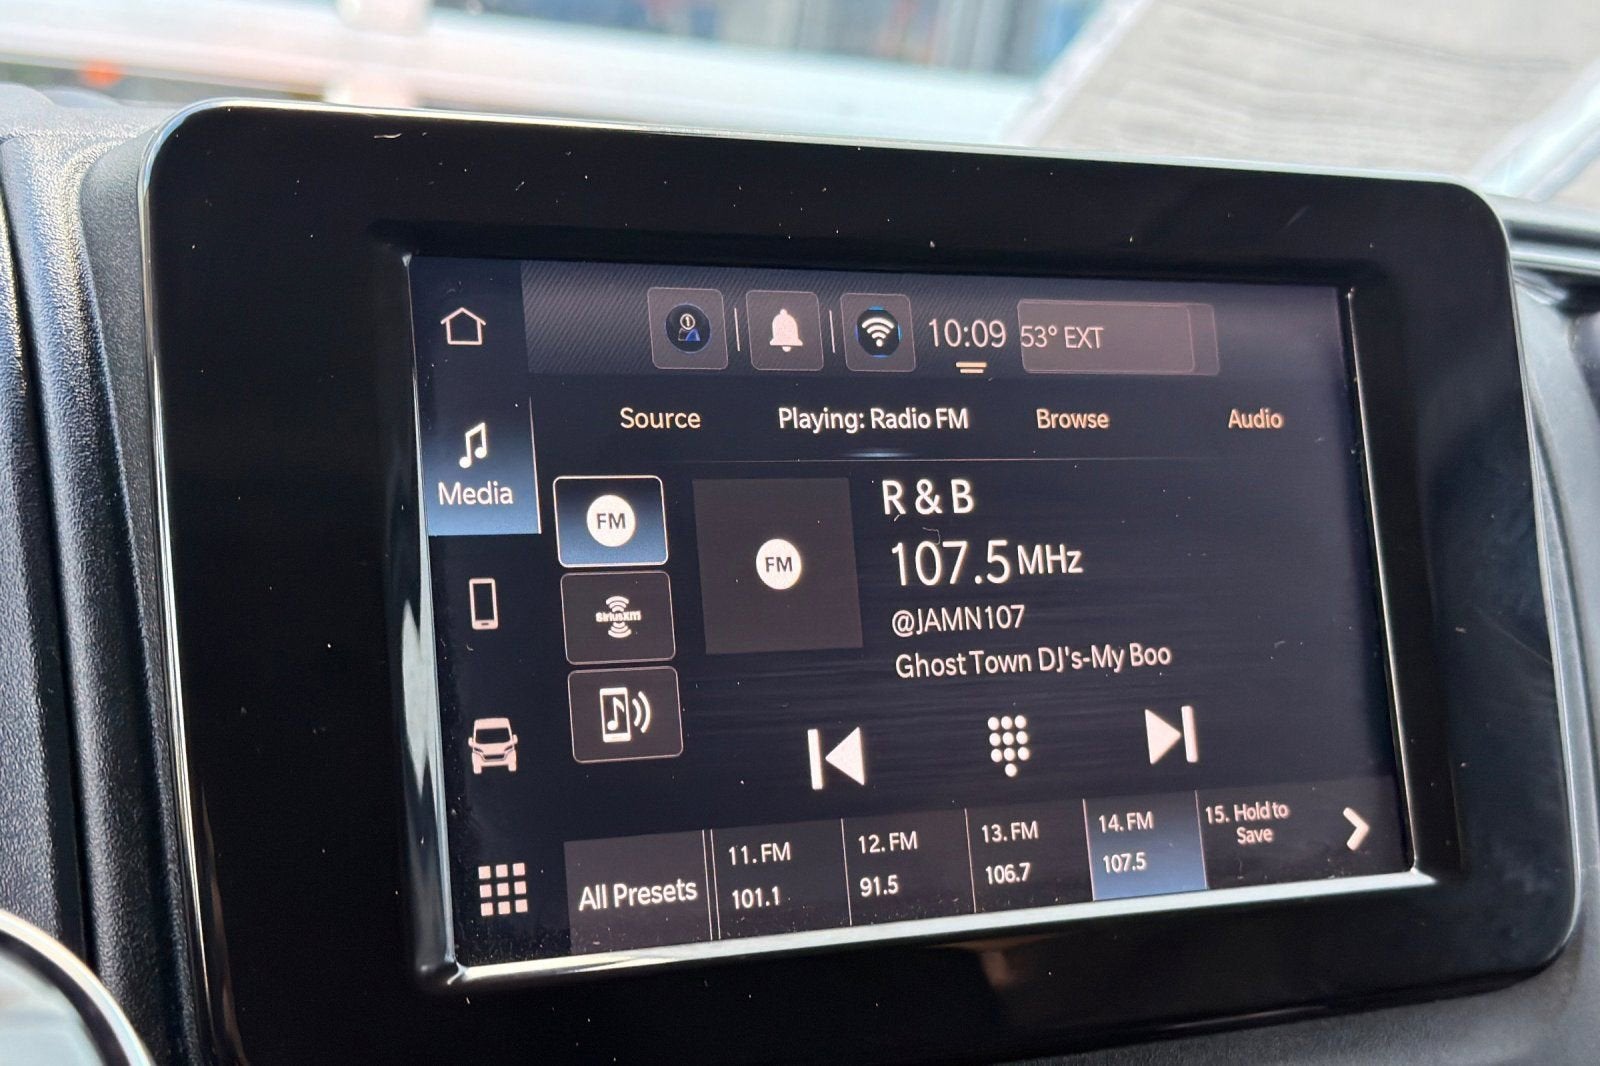 10:09
53° EXT
Source
Playing: Radio FM
Browse
Audio
Media
FM
SiriusXM
FM
R & B
107.5 MHz
@JAMN107
Ghost Town DJ's-My Boo
All Presets
11. FM
101.1
12. FM
91.5
13. FM
106.7
14. FM
107.5
15. Hold to
Save